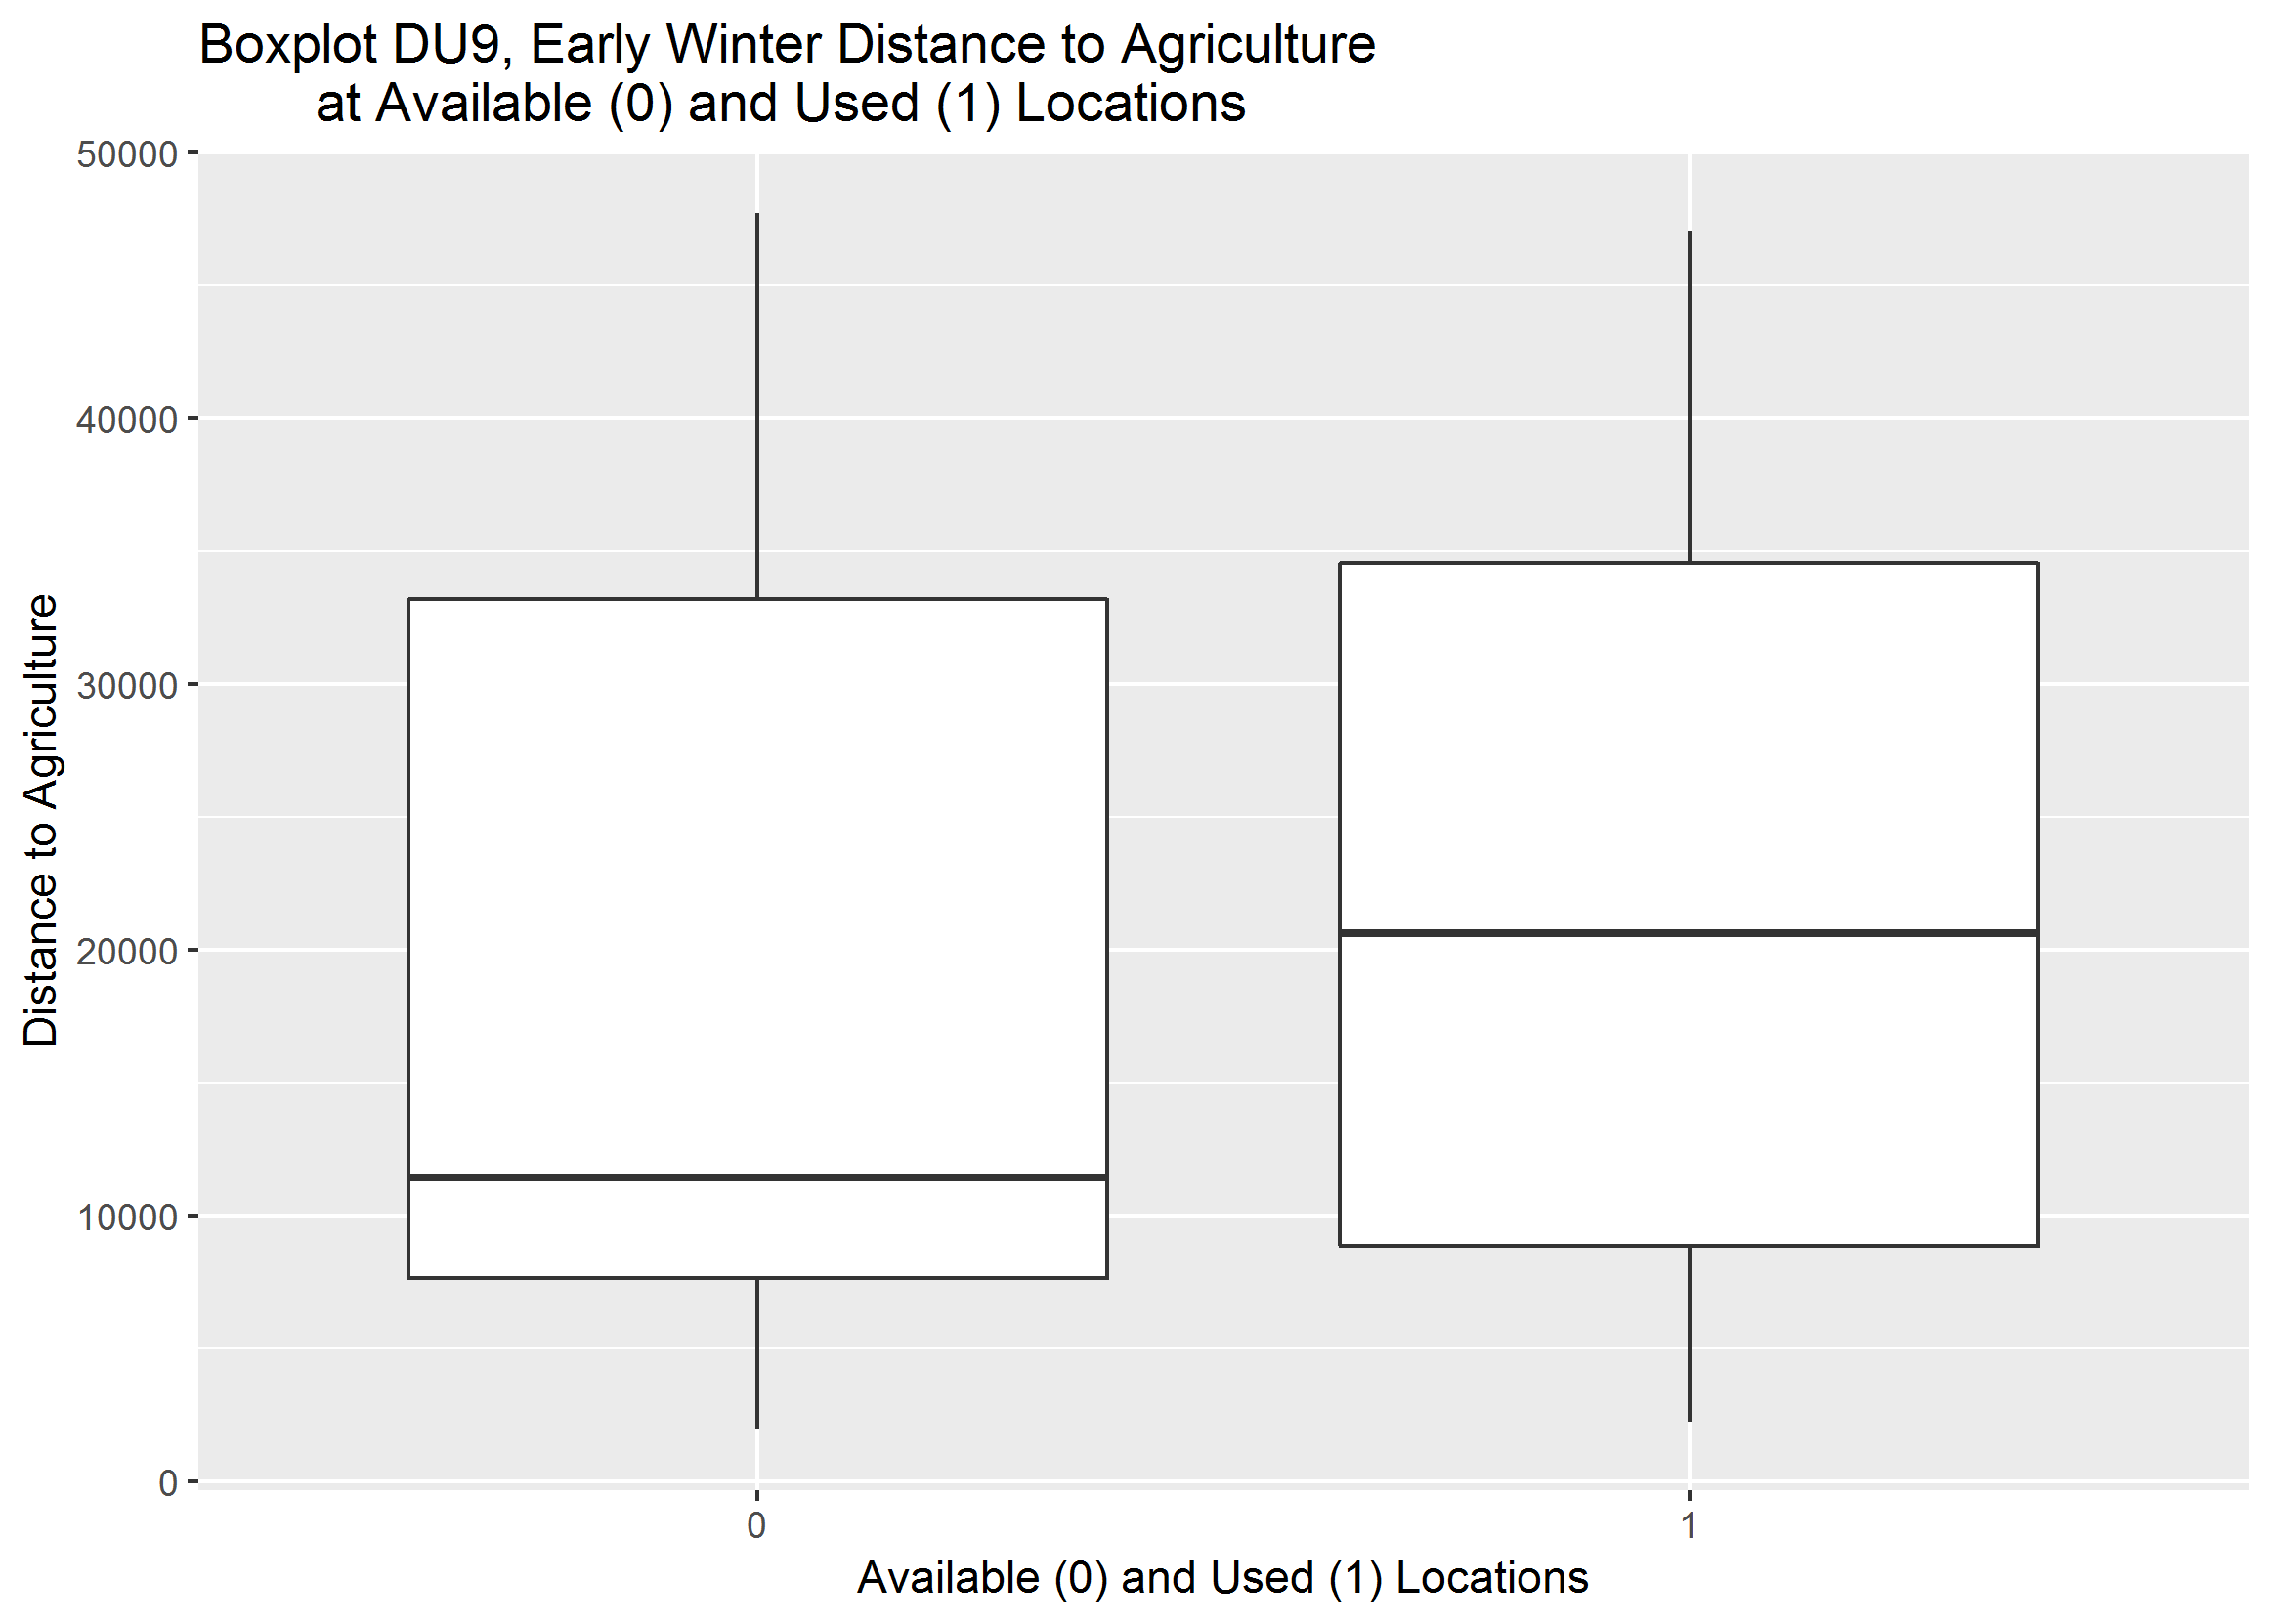 Boxplot DU9, Early Winter Distance to Agriculture
at Available (0) and Used (1) Locations
50000
40000
30000
20000
10000
0
Distance to Agriculture
0 1
Available (0) and Used (1) Locations